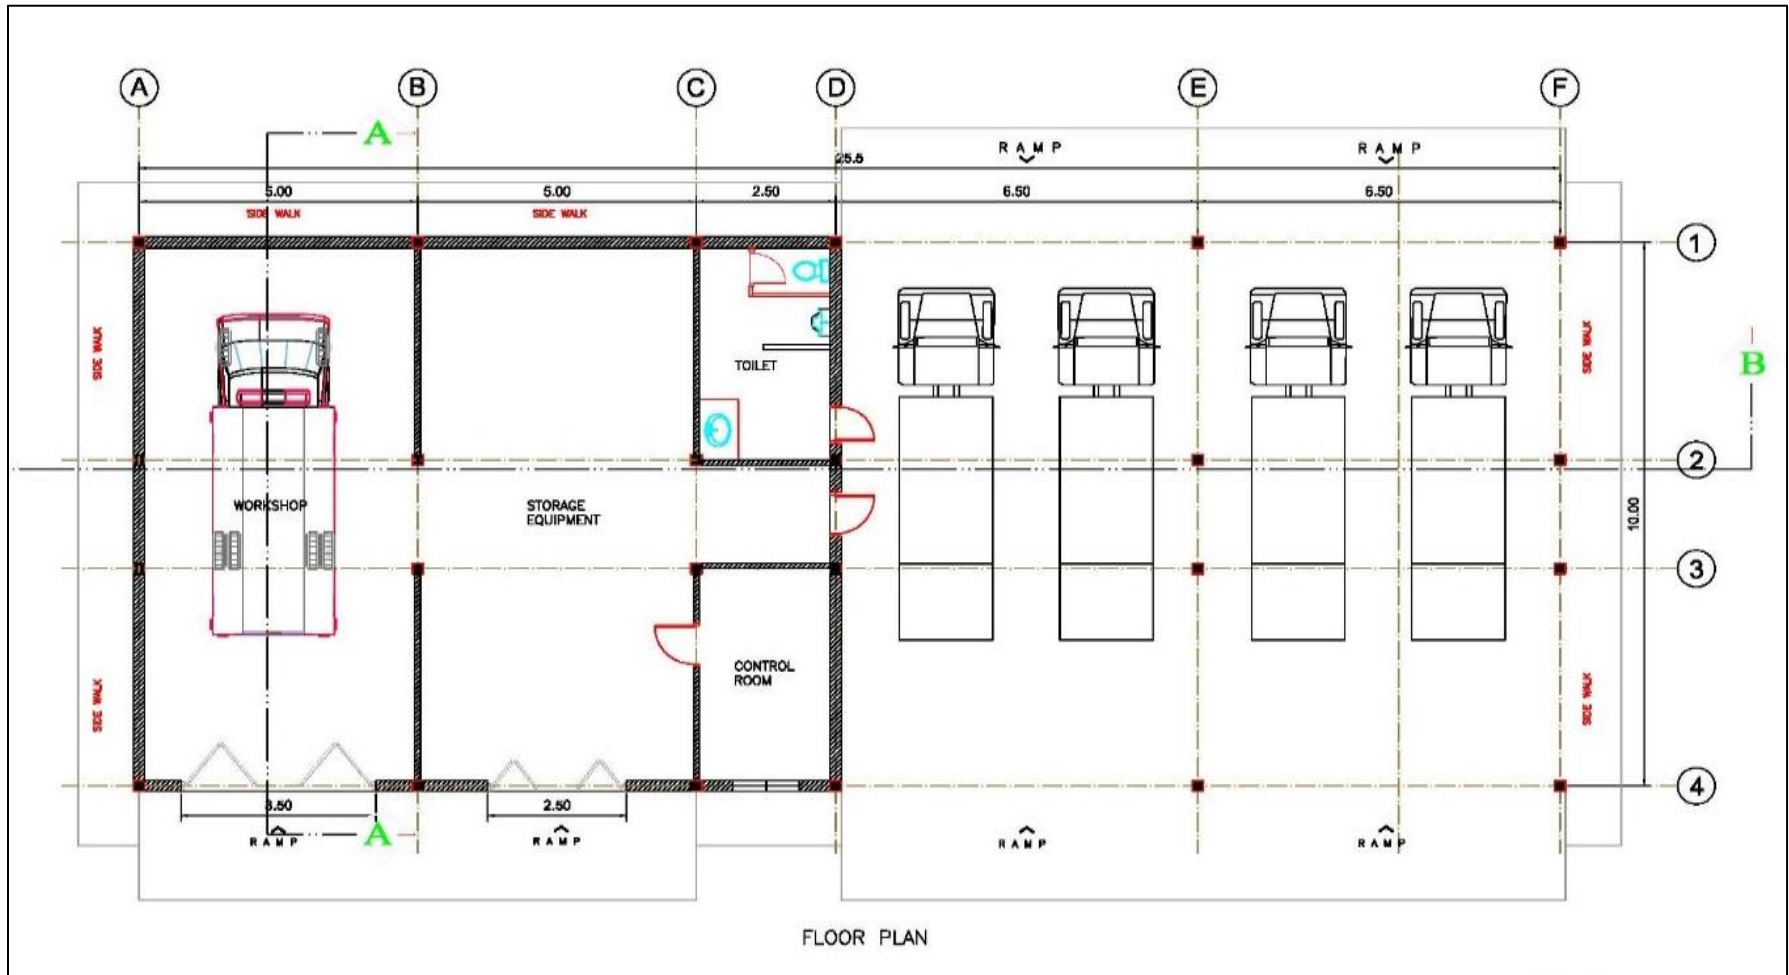 A B C D E F
A
RAMP RAMP
25.5
5.00 5.00 2.50 6.50 6.50
SIDE WALK SIDE WALK
1
SIDE WALK
SIDE WALK
B
TOILET
2
WORKSHOP
STORAGE
EQUIPMENT
10.00
3
CONTROL
ROOM
SIDE WALK
SIDE WALK
4
3.50 2.50
A
RAMP RAMP RAMP RAMP
FLOOR PLAN